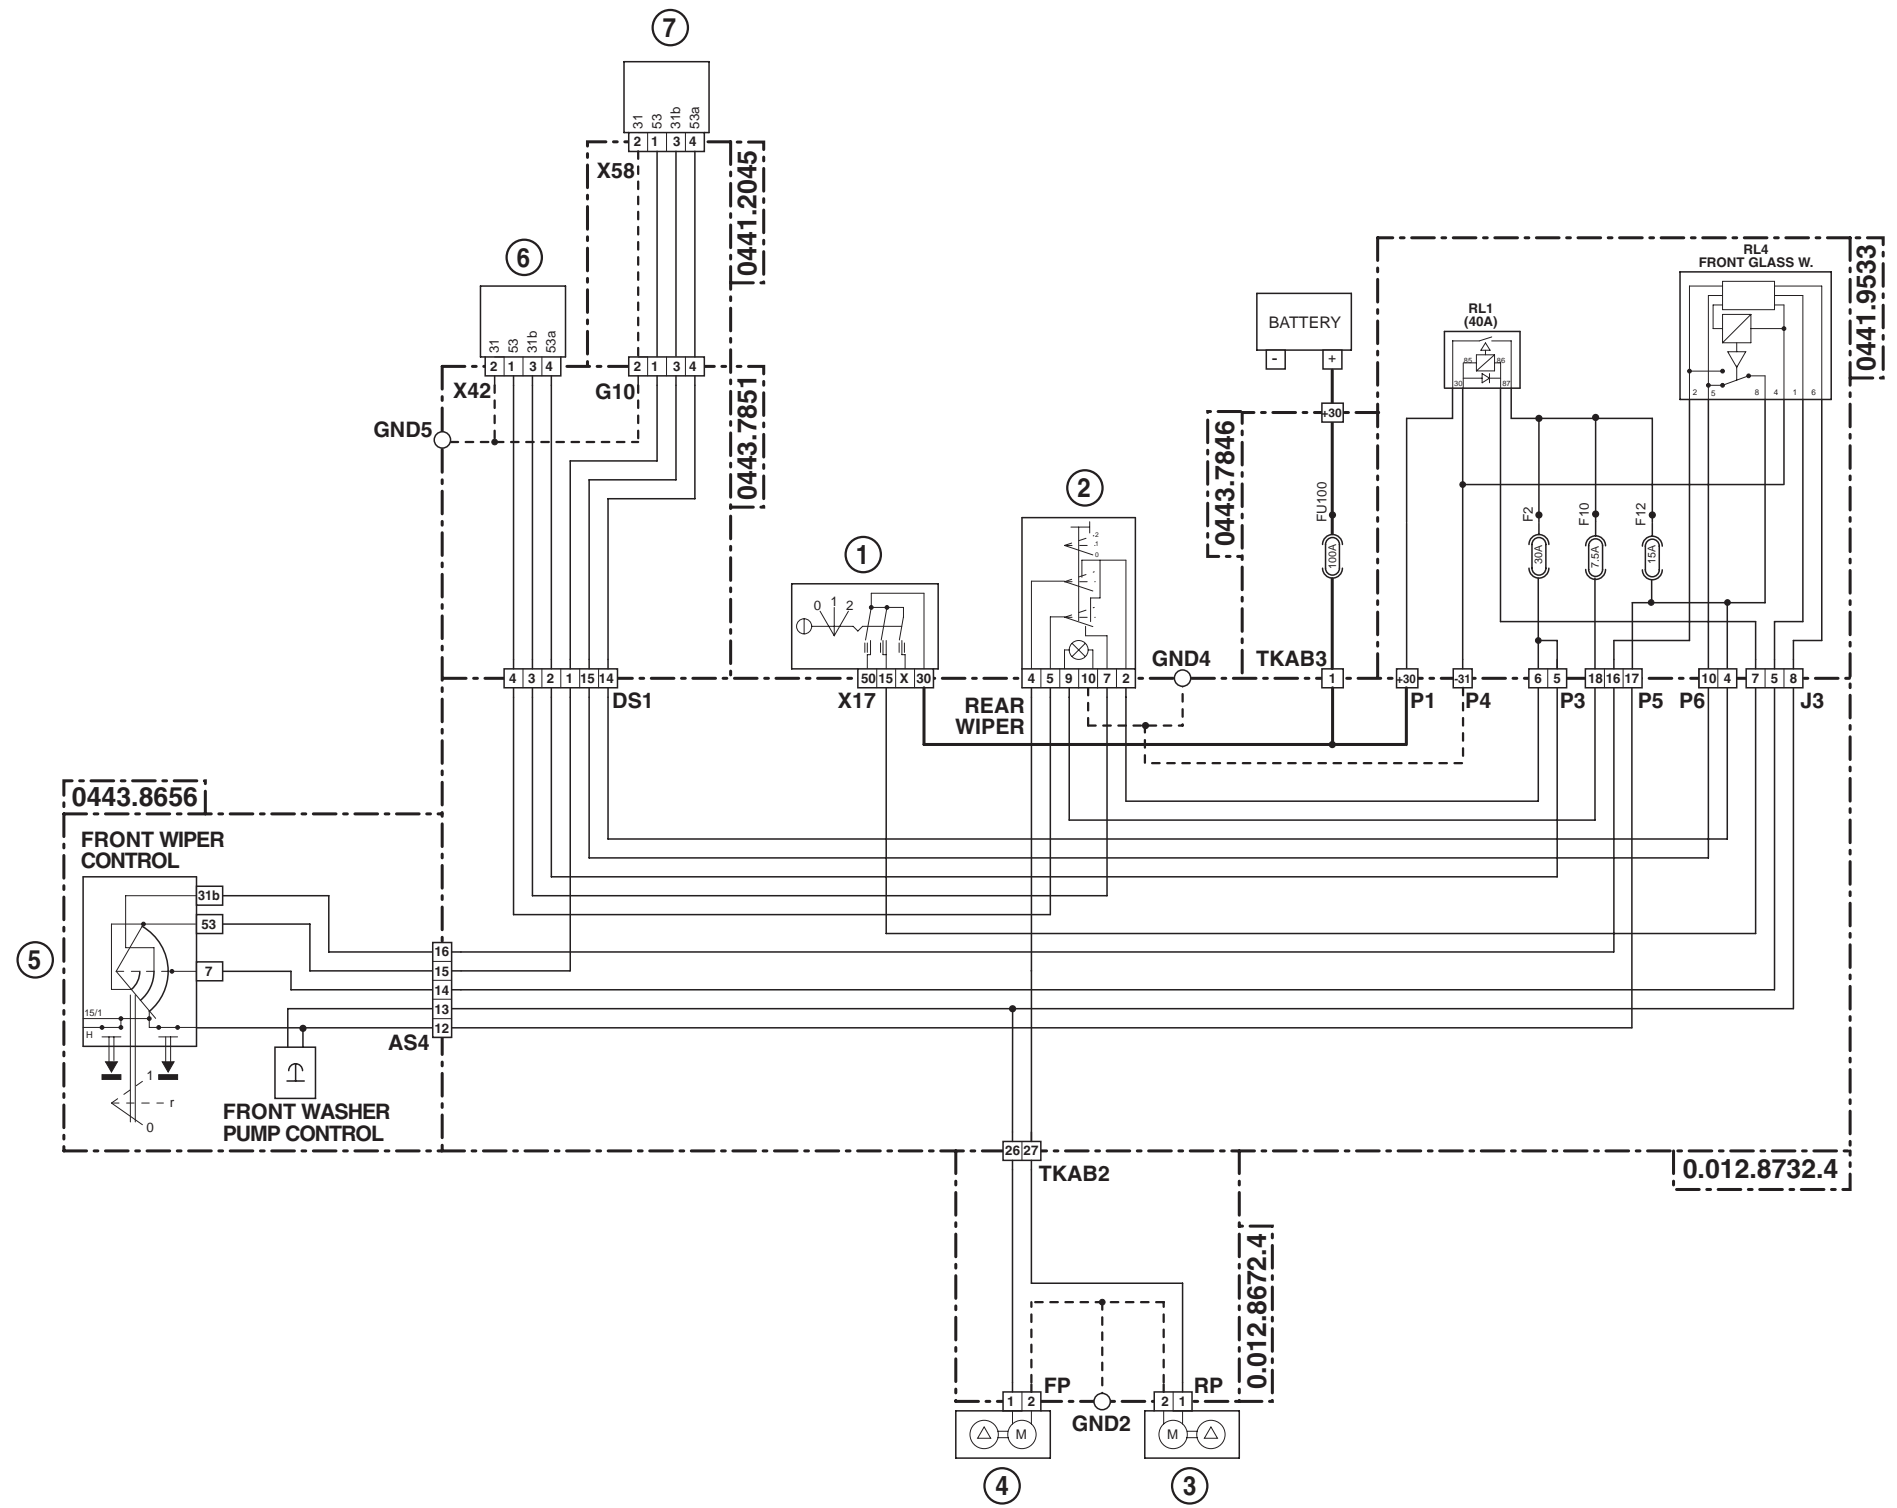 7
31 53 31b 53a
2 1 3 4
X58
0441.2045
6
31 53 31b 53a
2 1 3 4
X42
2 1 3 4
G10
GND5
0443.7851
BATTERY
- +
+30
0443.7846
FU100
100A
RL1
(40A)
85 86
30 87
RL4
FRONT GLASS W.
2 5 8 4 1 6
0441.9533
F2 F10 F12
30A 7.5A 15A
2
-2
-1
0
1
0 1 2
4 3 2 1 15 14
DS1
50 15 X 30
X17
4 5 9 10 7 2
REAR
WIPER
GND4
TKAB3
1
+30
P1
-31
P4
6 5
P3
18 16 17
P5
P6
10 4
7 5 8
J3
0443.8656
FRONT WIPER
CONTROL
31b
53
7
5
15/1
H
16
15
14
13
12
AS4
1
r
0
FRONT WASHER
PUMP CONTROL
26 27
TKAB2
0.012.8732.4
0.012.8672.4
FP
1 2
GND2
RP
2 1
M
M
4
3